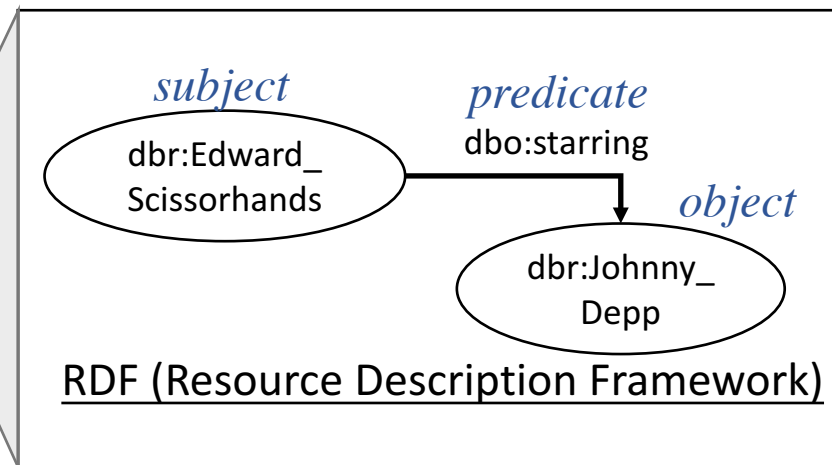 subject
dbr:Edward_
Scissorhands
predicate
dbo:starring
object
dbr:Johnny_
Depp
RDF (Resource Description Framework)